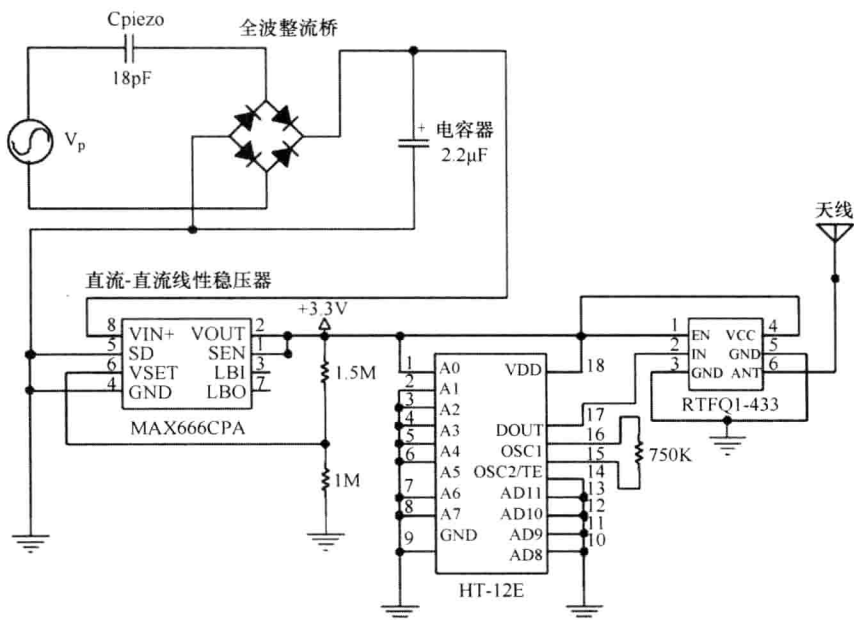 Cpiezo
18pF
全波整流桥
Vp
+
电容器
2.2μF
天线
直流-直流线性稳压器
+3.3V
8 VIN+ VOUT 2
5 SD SEN 1
6 VSET LBI 3
4 GND LBO 7
MAX666CPA
1.5M
1M
1 A0 VDD 18
2 A1
3 A2
4 A3 DOUT 17
5 A4 OSC1 16
6 A5 OSC2/TE 15
14
7 A6 AD11 13
8 A7 AD10 12
GND AD9 11
9 AD8 10
HT-12E
750K
1 EN VCC 4
2 IN GND 5
3 GND ANT 6
RTFQ1-433